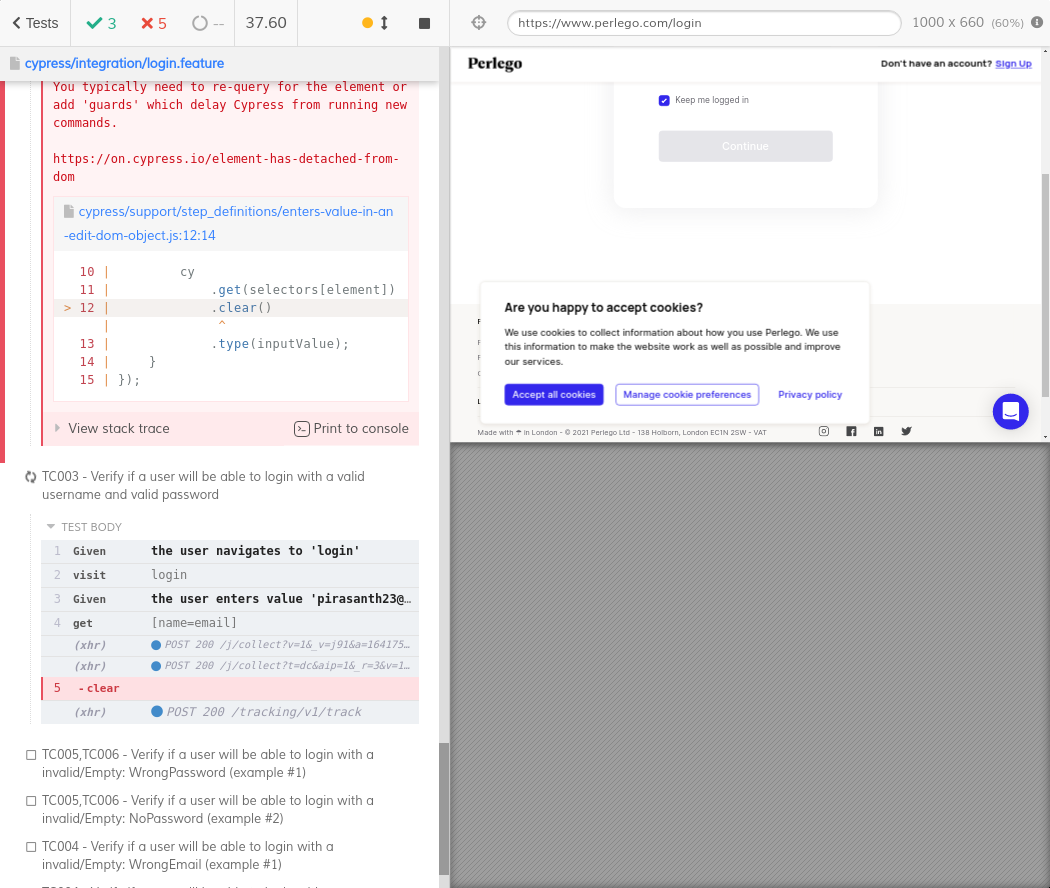 Tests
3
5
--
37.60
https://www.perlego.com/login
1000 x 660 (60%)
cypress/integration/login.feature
You typically need to re-query for the element or
add 'guards' which delay Cypress from running new
commands.
https://on.cypress.io/element-has-detached-from-
dom
cypress/support/step_definitions/enters-value-in-an
-edit-dom-object.js:12:14
10 | cy
11 | .get(selectors[element])
> 12 | .clear()
| ^
13 | .type(inputValue);
14 | }
15 | });
View stack trace
Print to console
TC003 - Verify if a user will be able to login with a valid
username and valid password
TEST BODY
1 Given the user navigates to 'login'
2 visit login
3 Given the user enters value 'pirasanth23@…
4 get [name=email]
(xhr) POST 200 /j/collect?v=1&_v=j91&a=164175…
(xhr) POST 200 /j/collect?t=dc&aip=1&_r=3&v=1…
5 -clear
(xhr) POST 200 /tracking/v1/track
TC005,TC006 - Verify if a user will be able to login with a
invalid/Empty: WrongPassword (example #1)
TC005,TC006 - Verify if a user will be able to login with a
invalid/Empty: NoPassword (example #2)
TC004 - Verify if a user will be able to login with a
invalid/Empty: WrongEmail (example #1)
Perlego
Don't have an account? Sign Up
Keep me logged in
Continue
Are you happy to accept cookies?
We use cookies to collect information about how you use Perlego. We use
this information to make the website work as well as possible and improve
our services.
Accept all cookies
Manage cookie preferences
Privacy policy
Made with ☂ in London - © 2021 Perlego Ltd - 138 Holborn, London EC1N 2SW - VAT